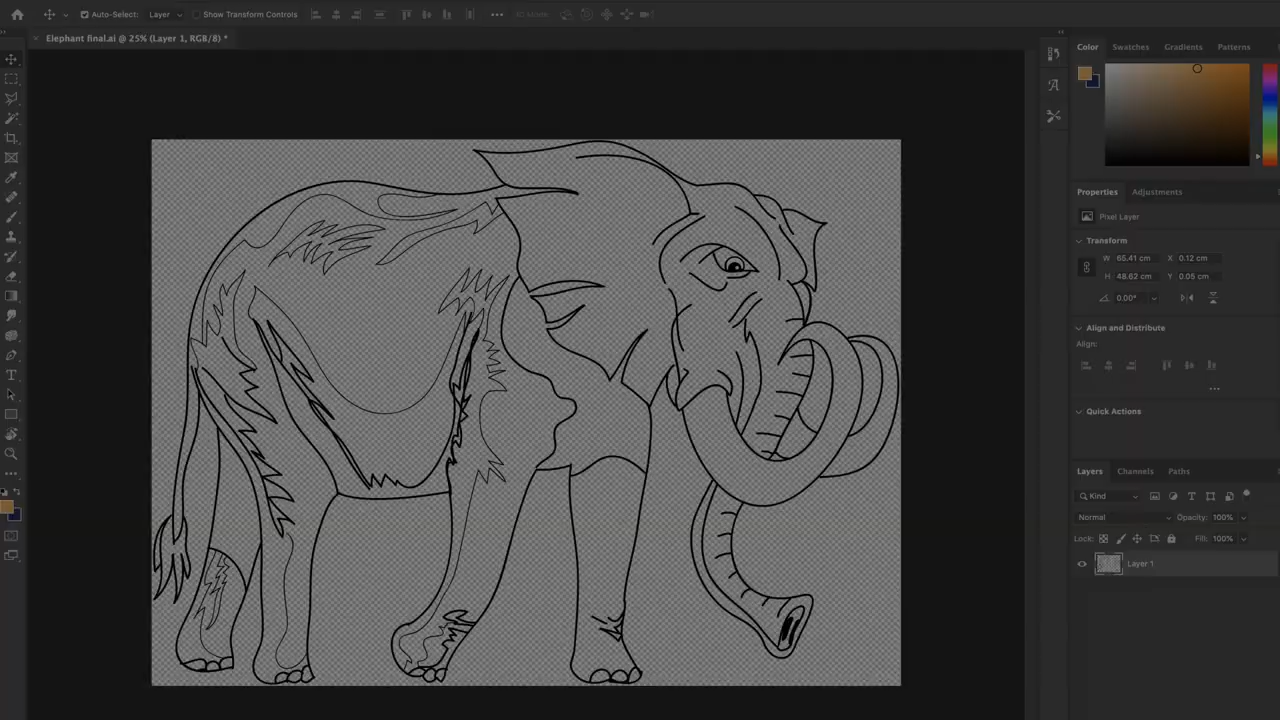 Auto-Select: Layer Show Transform Controls 3D Mode
× Elephant final.ai @ 25% (Layer 1, RGB/8) *
Color Swatches Gradients Patterns
Properties Adjustments
Pixel Layer
Transform
W 65.41 cm X 0.12 cm
H 48.62 cm Y 0.05 cm
0.00°
Align and Distribute
Align:
Quick Actions
Layers Channels Paths
Kind
Normal Opacity: 100%
Lock: Fill: 100%
Layer 1